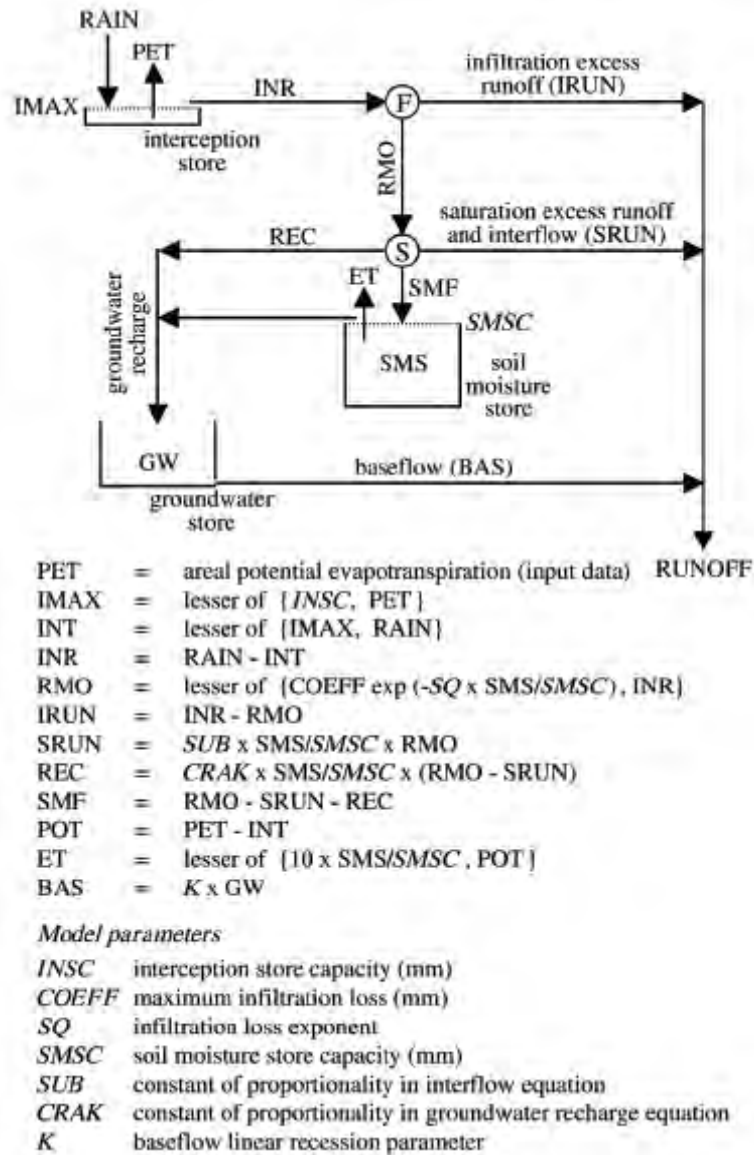 RAIN
PET
IMAX
interception
store
INR
F
infiltration excess
runoff (IRUN)
RMO
REC
S
saturation excess runoff
and interflow (SRUN)
ET
SMF
SMSC
groundwater
recharge
SMS
soil
moisture
store
GW
groundwater
store
baseflow (BAS)
RUNOFF
PET = areal potential evapotranspiration (input data)
IMAX = lesser of {INSC, PET}
INT = lesser of {IMAX, RAIN}
INR = RAIN - INT
RMO = lesser of {COEFF exp (-SQ x SMS/SMSC), INR}
IRUN = INR - RMO
SRUN = SUB x SMS/SMSC x RMO
REC = CRAK x SMS/SMSC x (RMO - SRUN)
SMF = RMO - SRUN - REC
POT = PET - INT
ET = lesser of {10 x SMS/SMSC, POT}
BAS = K x GW
Model parameters
INSC interception store capacity (mm)
COEFF maximum infiltration loss (mm)
SQ infiltration loss exponent
SMSC soil moisture store capacity (mm)
SUB constant of proportionality in interflow equation
CRAK constant of proportionality in groundwater recharge equation
K baseflow linear recession parameter